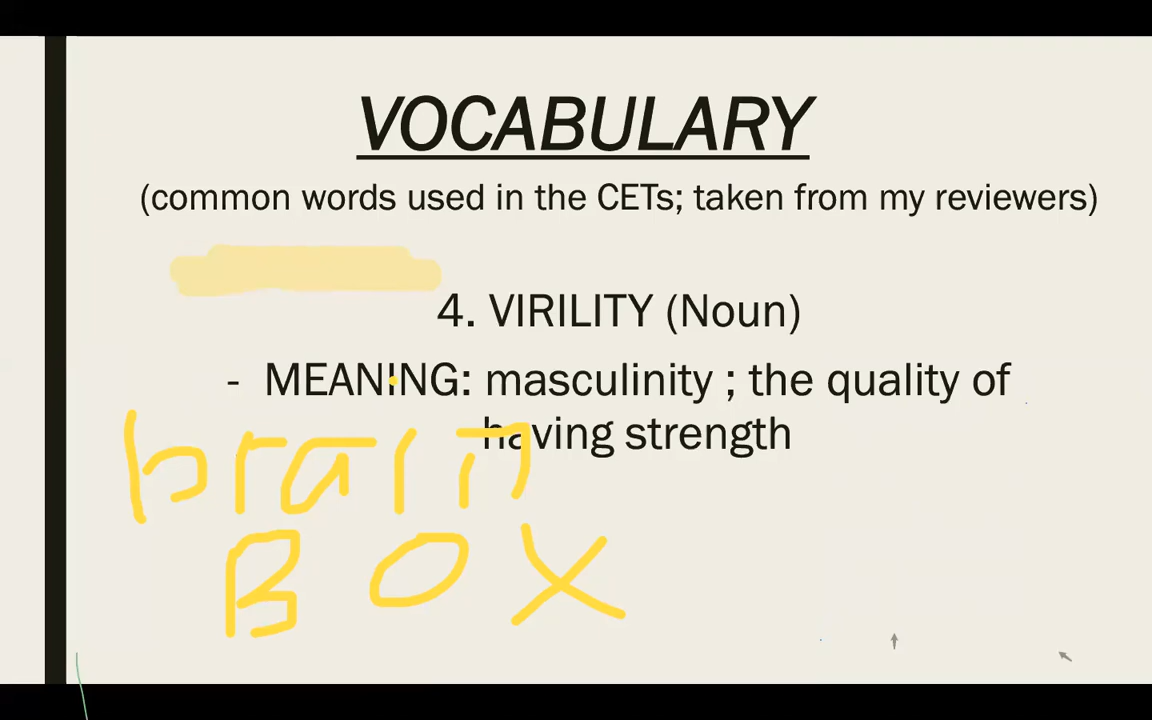 VOCABULARY
(common words used in the CETs; taken from my reviewers)
4. VIRILITY (Noun)
- MEANING: masculinity ; the quality of
having strength
brain
BOX